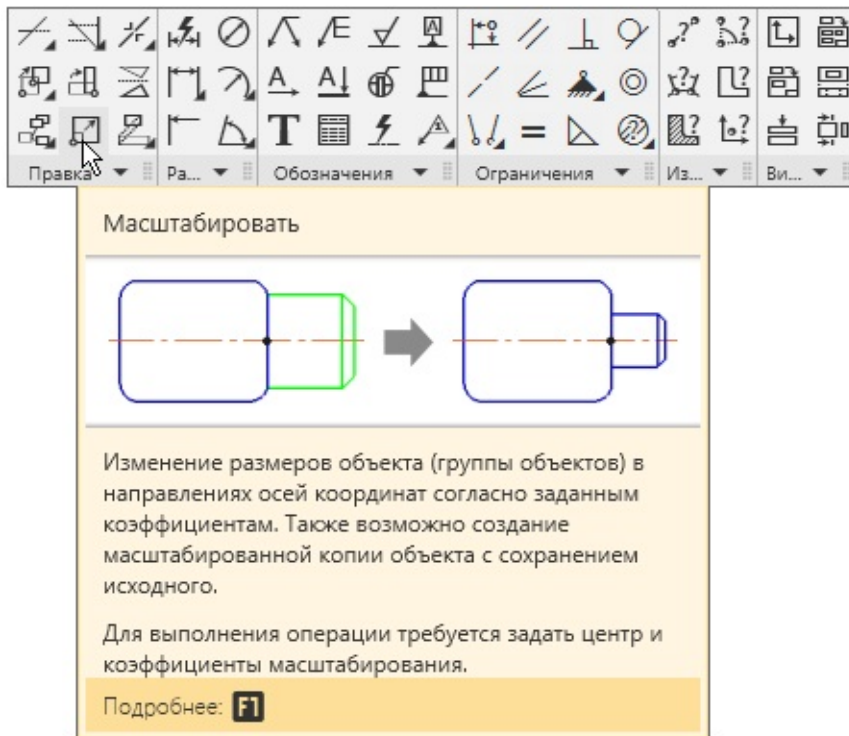 Правка Ра... Обозначения Ограничения Из... Ви...
Масштабировать
Изменение размеров объекта (группы объектов) в
направлениях осей координат согласно заданным
коэффициентам. Также возможно создание
масштабированной копии объекта с сохранением
исходного.
Для выполнения операции требуется задать центр и
коэффициенты масштабирования.
Подробнее: F1